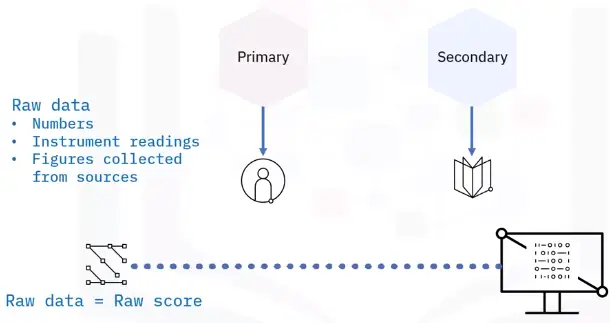 Primary
Secondary
Raw data
• Numbers
• Instrument readings
• Figures collected
from sources
Raw data = Raw score